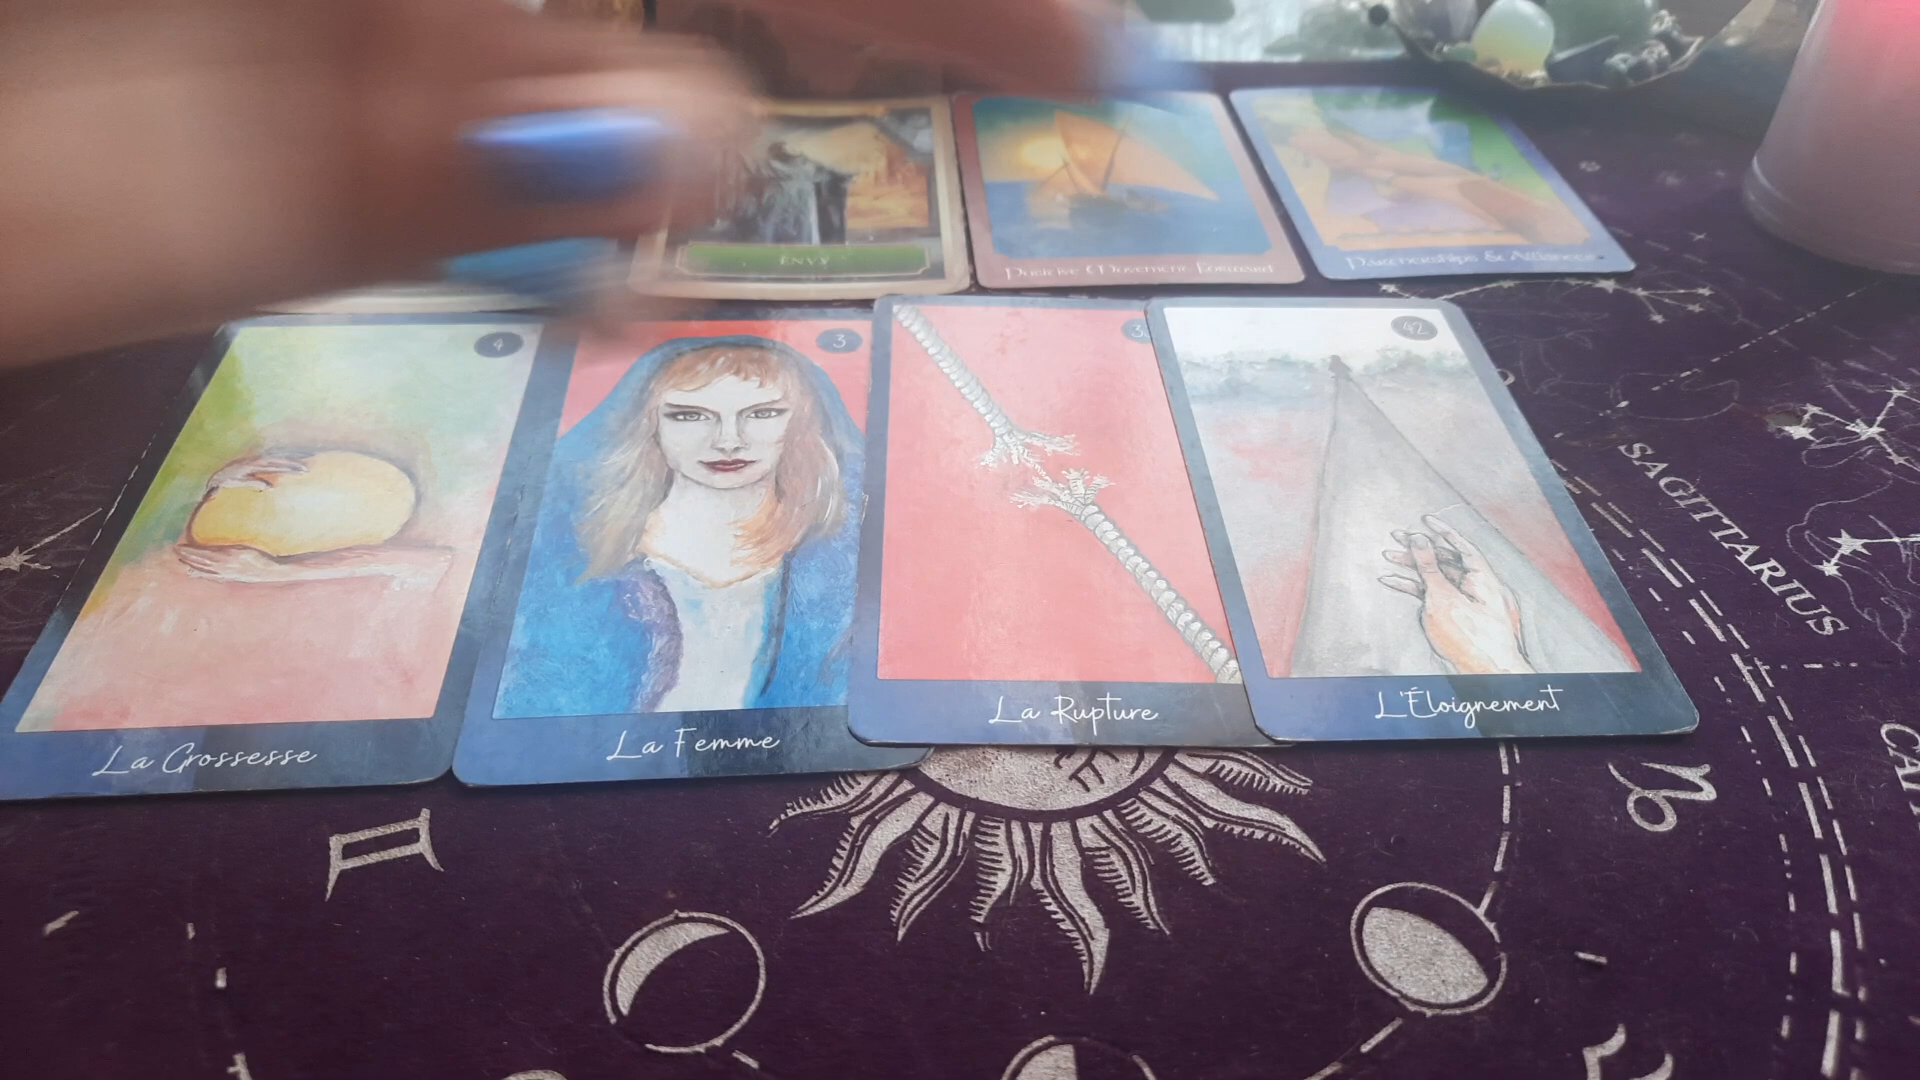 ENVY
Positive Movement Forward
Partnerships & Alliances
4
3
42
La Grossesse
La Femme
La Rupture
L'Éloignement
SAGITTARIUS